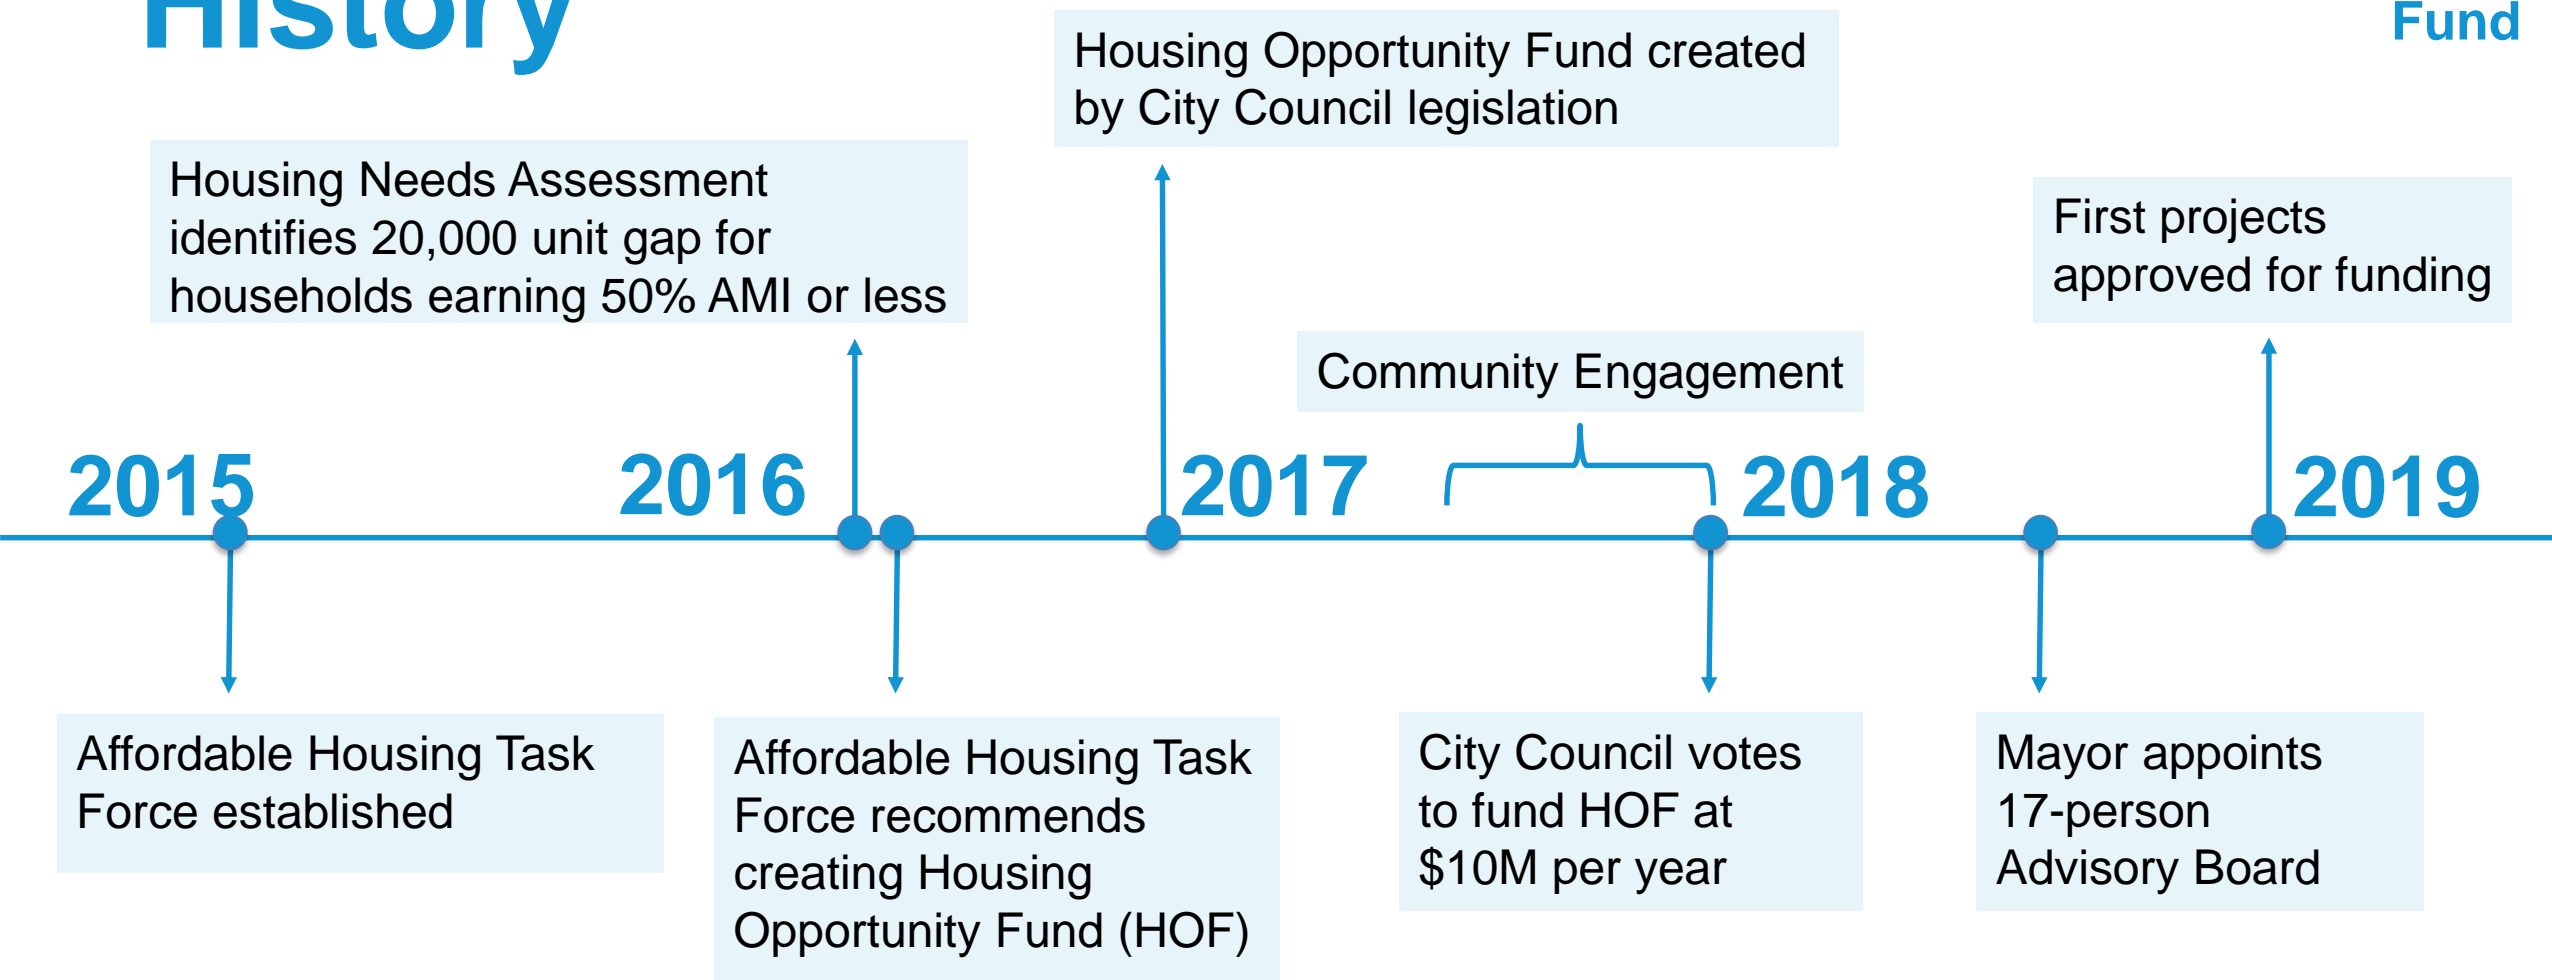 History
Fund
Housing Opportunity Fund created
by City Council legislation
Housing Needs Assessment
identifies 20,000 unit gap for
households earning 50% AMI or less
First projects
approved for funding
Community Engagement
2015
2016
2017
2018
2019
Affordable Housing Task
Force established
Affordable Housing Task
Force recommends
creating Housing
Opportunity Fund (HOF)
City Council votes
to fund HOF at
$10M per year
Mayor appoints
17-person
Advisory Board